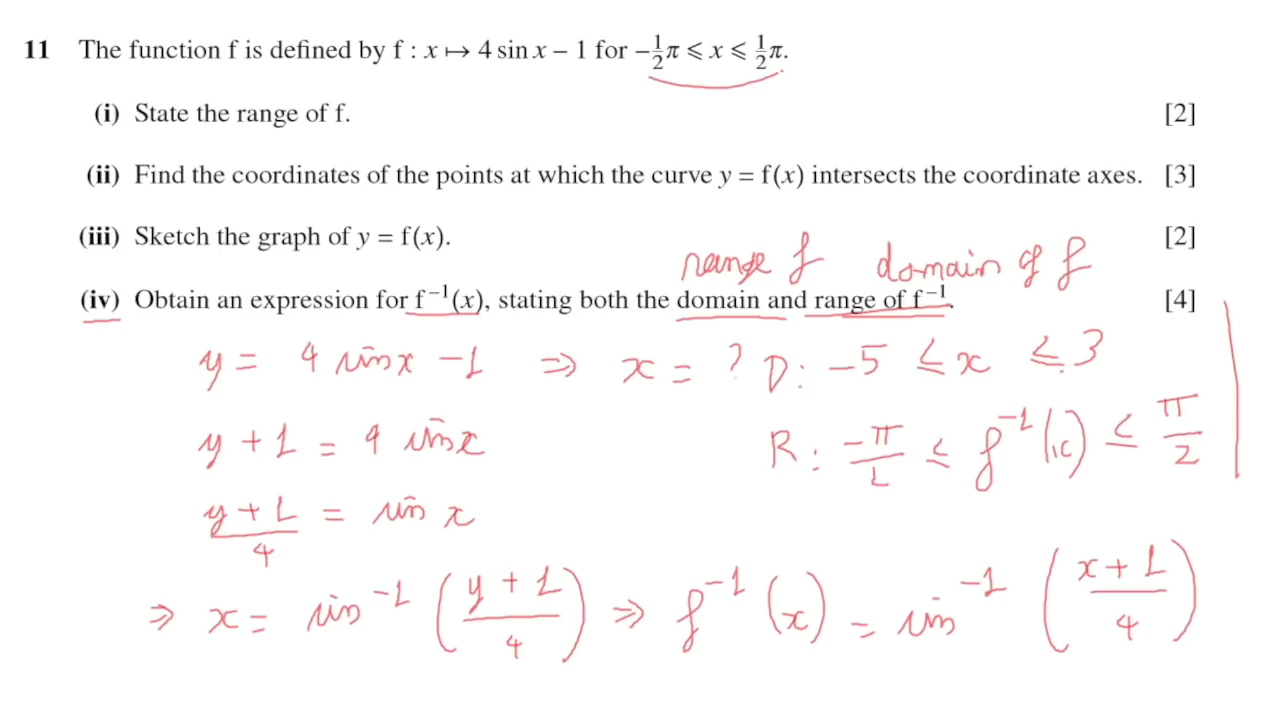 11 The function f is defined by f : x ↦ 4 sin x − 1 for −½π ⩽ x ⩽ ½π.
(i) State the range of f. [2]
(ii) Find the coordinates of the points at which the curve y = f(x) intersects the coordinate axes. [3]
(iii) Sketch the graph of y = f(x). [2]
range f domain of f
(iv) Obtain an expression for f⁻¹(x), stating both the domain and range of f⁻¹. [4]
y = 4 sin x − 1 ⇒ x = ? D: −5 ≤ x ≤ 3
y + 1 = 4 sin x
R: −π/2 ≤ f⁻¹(x) ≤ π/2
(y + 1)/4 = sin x
⇒ x = sin⁻¹ ((y + 1)/4) ⇒ f⁻¹(x) = sin⁻¹ ((x + 1)/4)